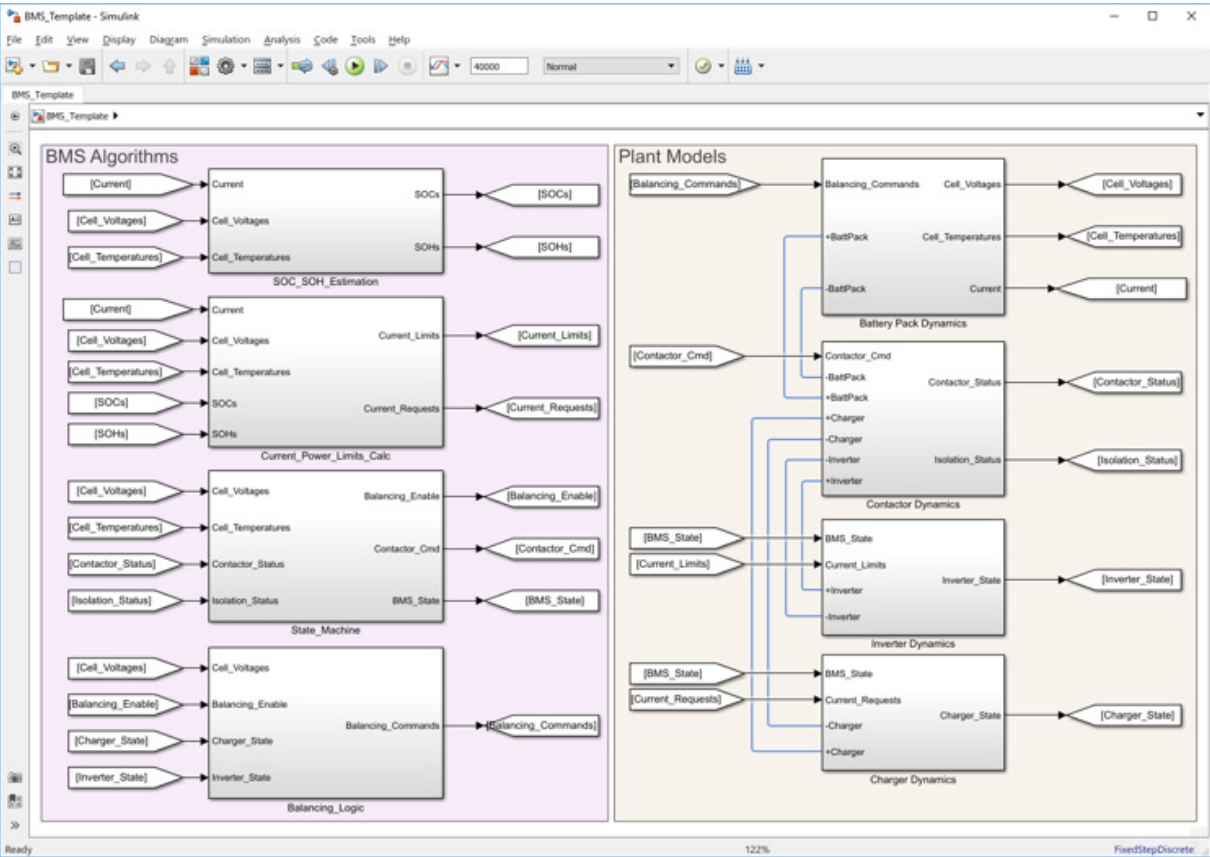 BMS_Template - Simulink
File Edit View Display Diagram Simulation Analysis Code Tools Help
40000 Normal
BMS_Template
BMS_Template
BMS Algorithms
[Current] Current
[Cell_Voltages] Cell_Voltages
[Cell_Temperatures] Cell_Temperatures
SOCs [SOCs]
SOHs [SOHs]
SOC_SOH_Estimation
[Current] Current
[Cell_Voltages] Cell_Voltages
[Cell_Temperatures] Cell_Temperatures
[SOCs] SOCs
[SOHs] SOHs
Current_Limits [Current_Limits]
Current_Requests [Current_Requests]
Current_Power_Limits_Calc
[Cell_Voltages] Cell_Voltages
[Cell_Temperatures] Cell_Temperatures
[Contactor_Status] Contactor_Status
[Isolation_Status] Isolation_Status
Balancing_Enable [Balancing_Enable]
Contactor_Cmd [Contactor_Cmd]
BMS_State [BMS_State]
State_Machine
[Cell_Voltages] Cell_Voltages
[Balancing_Enable] Balancing_Enable
[Charger_State] Charger_State
[Inverter_State] Inverter_State
Balancing_Commands [Balancing_Commands]
Balancing_Logic
Plant Models
[Balancing_Commands] Balancing_Commands
+BattPack
-BattPack
Cell_Voltages [Cell_Voltages]
Cell_Temperatures [Cell_Temperatures]
Current [Current]
Battery Pack Dynamics
[Contactor_Cmd] Contactor_Cmd
-BattPack
+BattPack
+Charger
-Charger
-Inverter
+Inverter
Contactor_Status [Contactor_Status]
Isolation_Status [Isolation_Status]
Contactor Dynamics
[BMS_State] BMS_State
[Current_Limits] Current_Limits
+Inverter
-Inverter
Inverter_State [Inverter_State]
Inverter Dynamics
[BMS_State] BMS_State
[Current_Requests] Current_Requests
-Charger
+Charger
Charger_State [Charger_State]
Charger Dynamics
Ready 122% FixedStepDiscrete